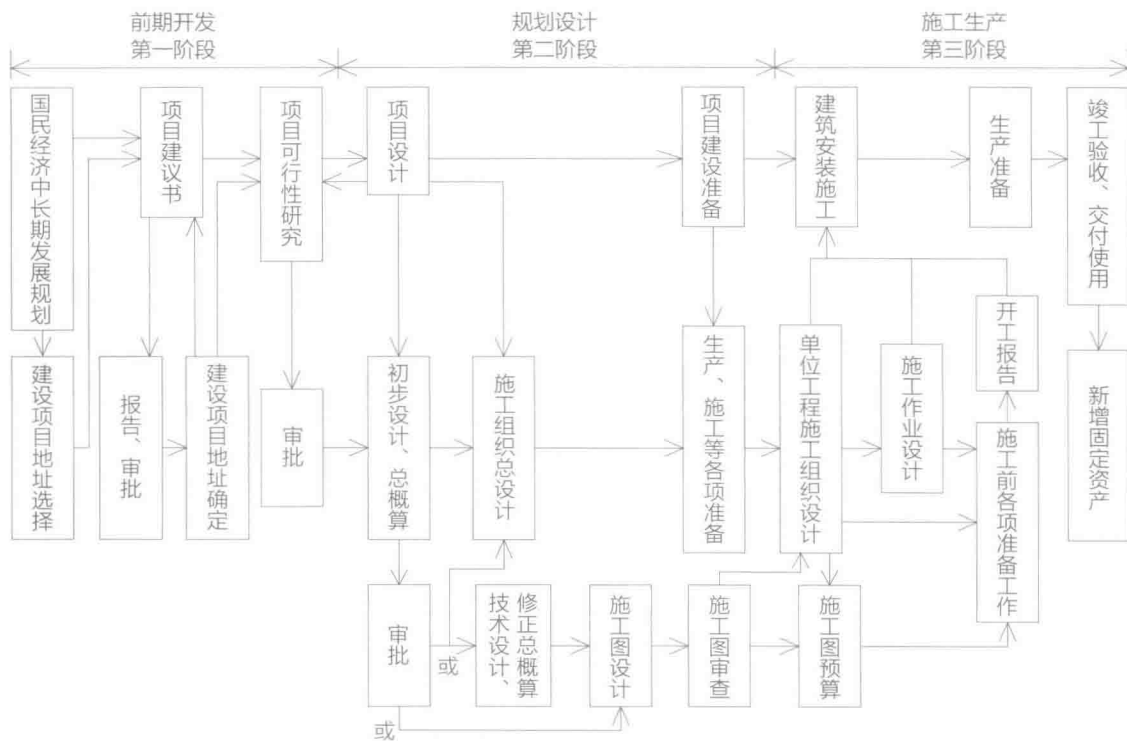 前期开发
第一阶段
规划设计
第二阶段
施工生产
第三阶段
国民经济中长期发展规划
项目建议书
项目可行性研究
项目设计
项目建设准备
建筑安装施工
生产准备
竣工验收、交付使用
建设项目地址选择
报告、审批
建设项目地址确定
审批
初步设计、总概算
施工组织总设计
生产、施工等各项准备
单位工程施工组织设计
施工作业设计
开工报告
施工前各项准备工作
新增固定资产
审批
或
修正总概算
技术设计、
施工图设计
施工图审查
施工图预算
或